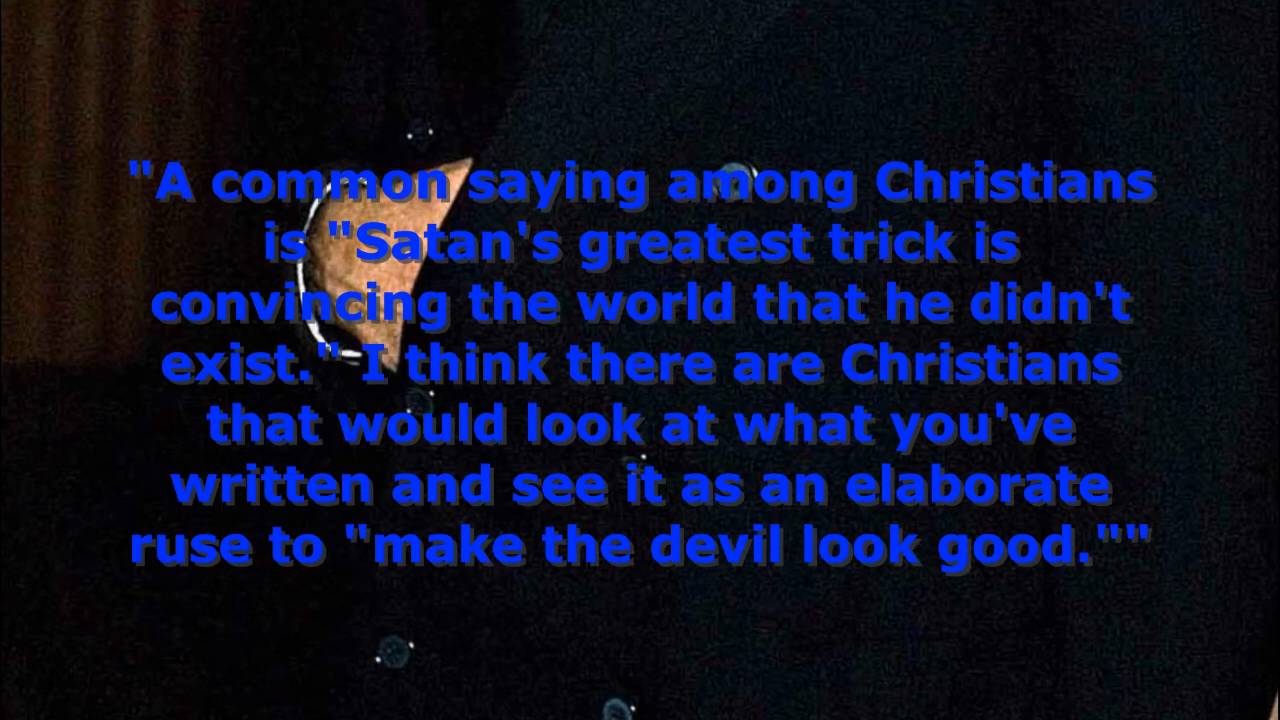 "A common saying among Christians
is "Satan's greatest trick is
convincing the world that he didn't
exist." I think there are Christians
that would look at what you've
written and see it as an elaborate
ruse to "make the devil look good.""